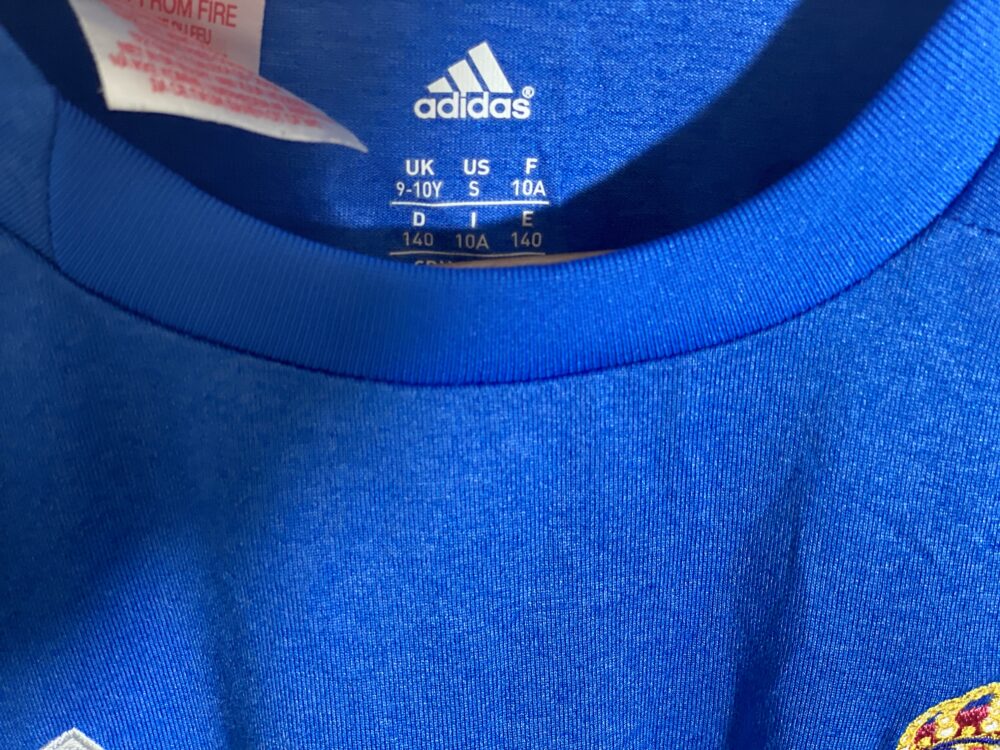 FROM FIRE
adidas®
UK US F
9-10Y S 10A
D I E
140 10A 140